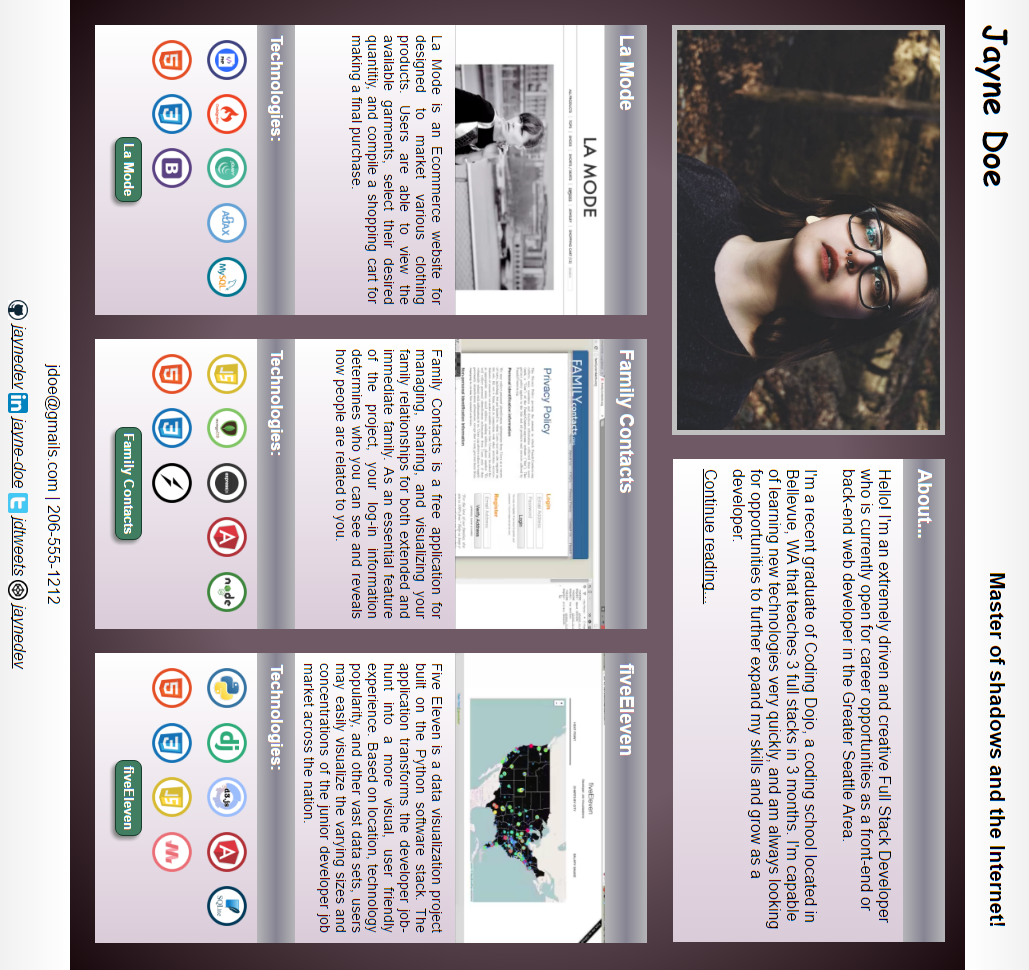 Jayne Doe
Master of shadows and the Internet!
About...
Hello! I'm an extremely driven and creative Full Stack Developer
who is currently open for career opportunities as a front-end or
back-end web developer in the Greater Seattle Area.
I'm a recent graduate of Coding Dojo, a coding school located in
Bellevue, WA that teaches 3 full stacks in 3 months. I'm capable
of learning new technologies very quickly, and am always looking
for opportunities to further expand my skills and grow as a
developer.
Continue reading...
La Mode
LA MODE
La Mode is an Ecommerce website for
designed to market various clothing
products. Users are able to view the
available garments, select their desired
quantity, and compile a shopping cart for
making a final purchase.
Technologies:
AJAX
MySQL
La Mode
Family Contacts
FAMILYcontacts
Privacy Policy
Login
Register
Family Contacts is a free application for
managing, sharing, and visualizing your
family relationships for both extended and
immediate family. As an essential feature
of the project, your log-in information
determines who you can see and reveals
how people are related to you.
Technologies:
JS
express
node
Family Contacts
fiveEleven
fiveEleven
Five Eleven is a data visualization project
built on the Python software stack. The
application transforms the developer job-
hunt into a more visual, user friendly
experience. Based on location, technology
popularity, and other vast data sets, users
may easily visualize the varying sizes and
concentrations of the junior developer job
market across the nation.
Technologies:
dj
d3.js
SQLite
JS
fiveEleven
jdoe@gmails.com | 206-555-1212
jaynedev jayne-doe jdtweets jaynedev